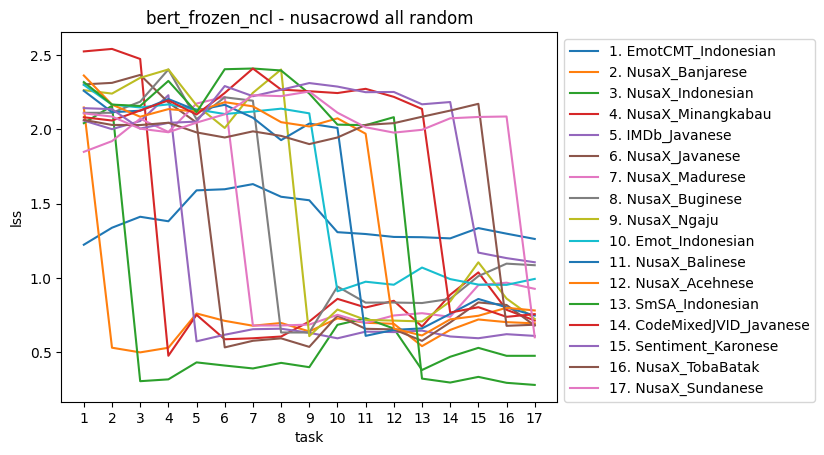 bert_frozen_ncl - nusacrowd all random
lss
2.5
2.0
1.5
1.0
0.5
1 2 3 4 5 6 7 8 9 10 11 12 13 14 15 16 17
task
1. EmotCMT_Indonesian
2. NusaX_Banjarese
3. NusaX_Indonesian
4. NusaX_Minangkabau
5. IMDb_Javanese
6. NusaX_Javanese
7. NusaX_Madurese
8. NusaX_Buginese
9. NusaX_Ngaju
10. Emot_Indonesian
11. NusaX_Balinese
12. NusaX_Acehnese
13. SmSA_Indonesian
14. CodeMixedJVID_Javanese
15. Sentiment_Karonese
16. NusaX_TobaBatak
17. NusaX_Sundanese